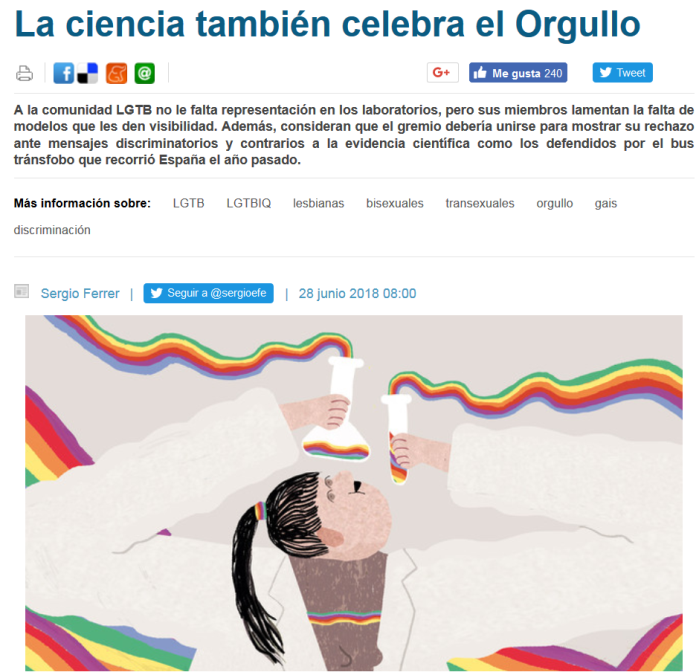 La ciencia también celebra el Orgullo
G+
Me gusta 240
Tweet
A la comunidad LGTB no le falta representación en los laboratorios, pero sus miembros lamentan la falta de
modelos que les den visibilidad. Además, consideran que el gremio debería unirse para mostrar su rechazo
ante mensajes discriminatorios y contrarios a la evidencia científica como los defendidos por el bus
tránsfobo que recorrió España el año pasado.
Más información sobre: LGTB LGTBIQ lesbianas bisexuales transexuales orgullo gais
discriminación
Sergio Ferrer | Seguir a @sergioefe | 28 junio 2018 08:00